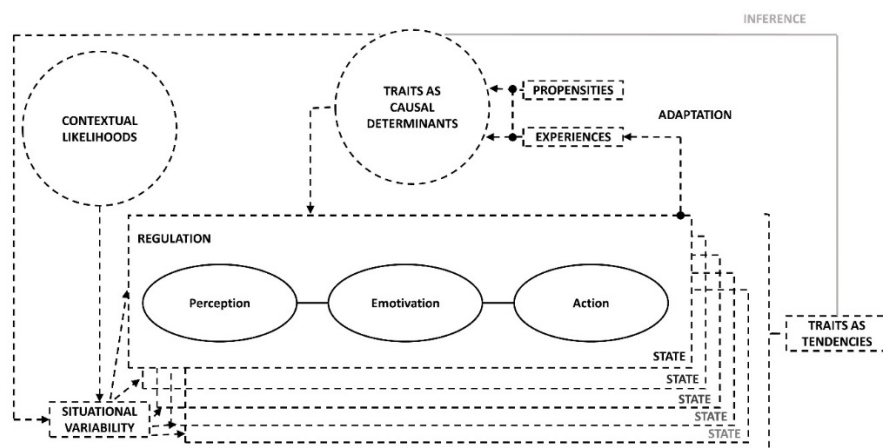 INFERENCE
CONTEXTUAL
LIKELIHOODS
TRAITS AS
CAUSAL
DETERMINANTS
PROPENSITIES
EXPERIENCES
ADAPTATION
REGULATION
Perception
Emotivation
Action
STATE
STATE
STATE
STATE
STATE
SITUATIONAL
VARIABILITY
TRAITS AS
TENDENCIES